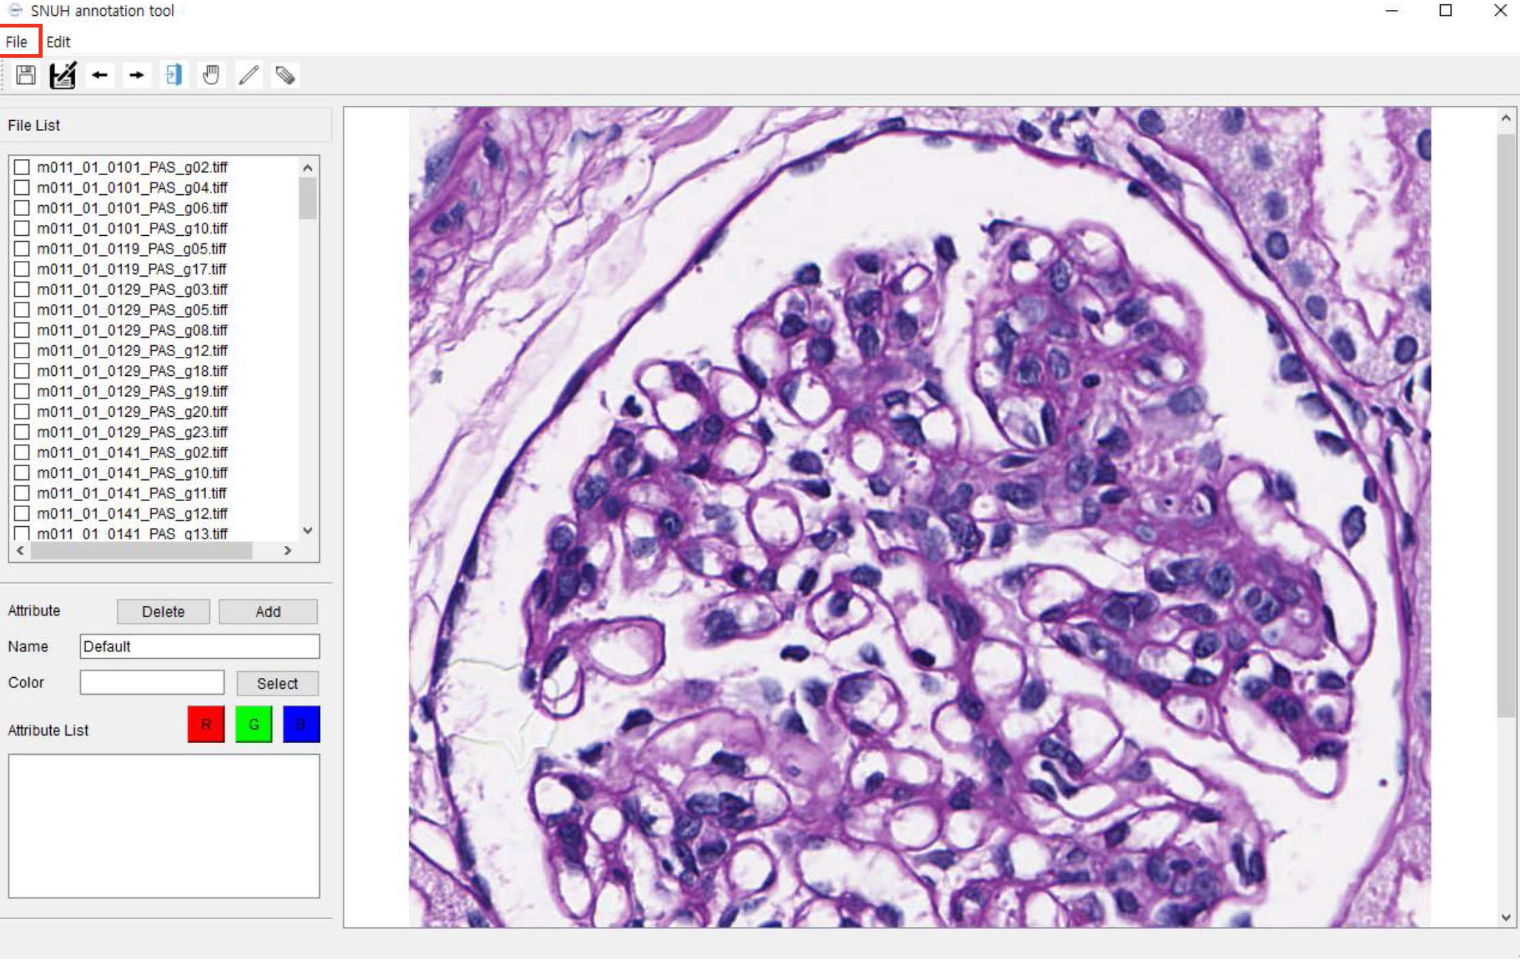 SNUH annotation tool
File Edit
File List
m011_01_0101_PAS_g02.tiff
m011_01_0101_PAS_g04.tiff
m011_01_0101_PAS_g06.tiff
m011_01_0101_PAS_g10.tiff
m011_01_0119_PAS_g05.tiff
m011_01_0119_PAS_g17.tiff
m011_01_0129_PAS_g03.tiff
m011_01_0129_PAS_g05.tiff
m011_01_0129_PAS_g08.tiff
m011_01_0129_PAS_g12.tiff
m011_01_0129_PAS_g18.tiff
m011_01_0129_PAS_g19.tiff
m011_01_0129_PAS_g20.tiff
m011_01_0129_PAS_g23.tiff
m011_01_0141_PAS_g02.tiff
m011_01_0141_PAS_g10.tiff
m011_01_0141_PAS_g11.tiff
m011_01_0141_PAS_g12.tiff
m011_01_0141_PAS_g13.tiff
Attribute Delete Add
Name Default
Color Select
Attribute List R G B